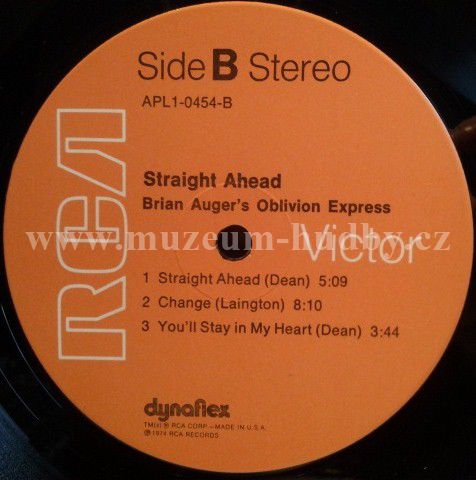 Side B Stereo
APL1-0454-B
RCA
Straight Ahead
Brian Auger's Oblivion Express
Victor
www.muzeum-hudby.cz
1 Straight Ahead (Dean) 5:09
2 Change (Laington) 8:10
3 You'll Stay in My Heart (Dean) 3:44
dynaflex
TM(s) ® RCA CORP.—MADE IN U.S.A.
℗ 1974 RCA RECORDS